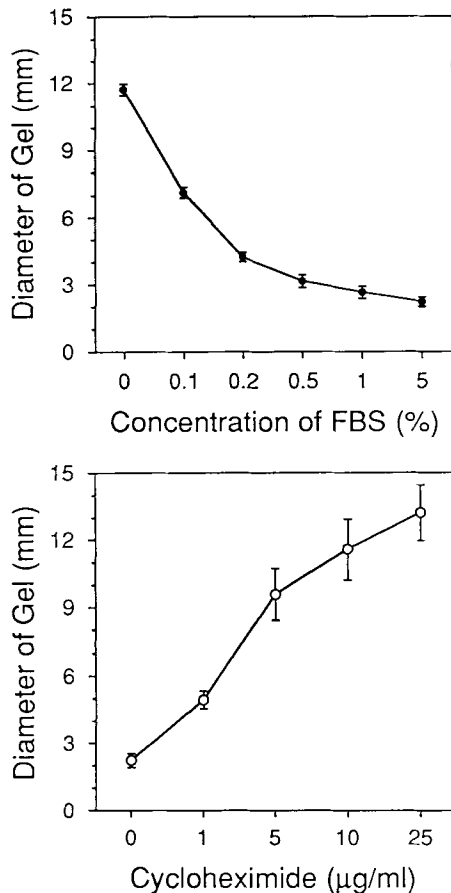 15
12
9
6
3
0
Diameter of Gel (mm)
0 0.1 0.2 0.5 1 5
Concentration of FBS (%)
15
12
9
6
3
0
Diameter of Gel (mm)
0 1 5 10 25
Cycloheximide (µg/ml)